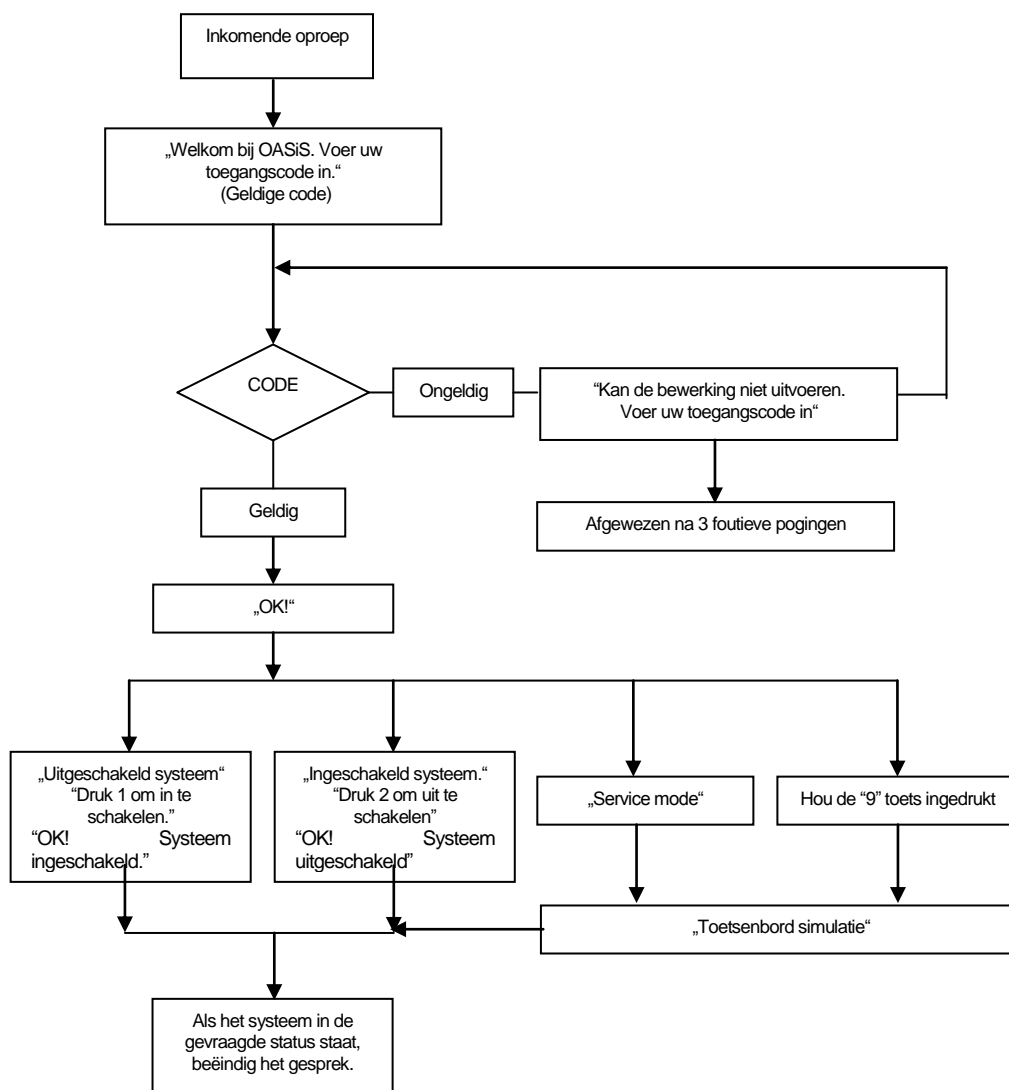 Inkomende oproep
„Welkom bij OASiS. Voer uw
toegangscode in.“
(Geldige code)
CODE
Ongeldig
“Kan de bewerking niet uitvoeren.
Voer uw toegangscode in“
Geldig
Afgewezen na 3 foutieve pogingen
„OK!“
„Uitgeschakeld systeem“
“Druk 1 om in te
schakelen.”
“OK! Systeem
ingeschakeld.”
„Ingeschakeld systeem.“
“Druk 2 om uit te
schakelen”
“OK! Systeem
uitgeschakeld”
„Service mode“
Hou de “9” toets ingedrukt
„Toetsenbord simulatie“
Als het systeem in de
gevraagde status staat,
beëindig het gesprek.